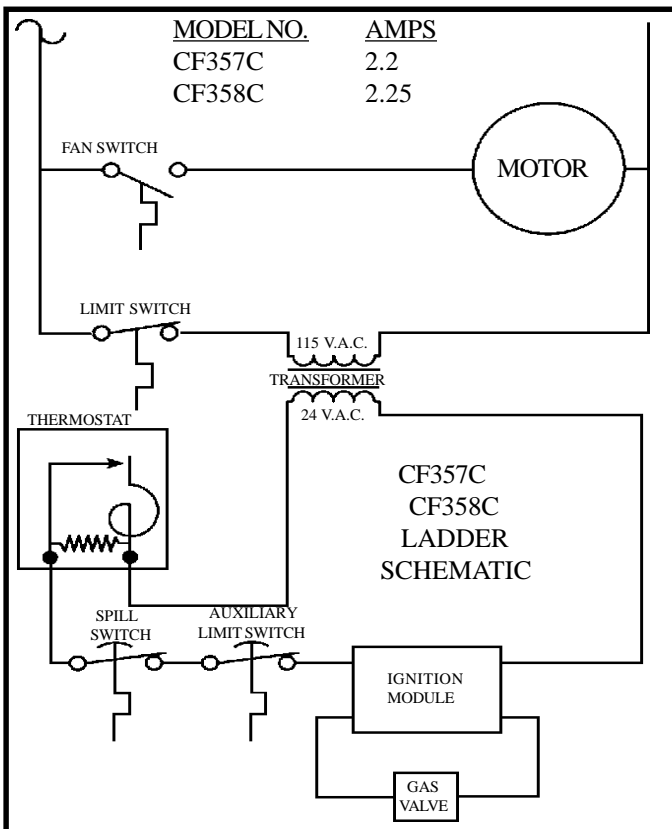 MODEL NO. AMPS
CF357C 2.2
CF358C 2.25
FAN SWITCH
MOTOR
LIMIT SWITCH
115 V.A.C.
TRANSFORMER
24 V.A.C.
THERMOSTAT
CF357C
CF358C
LADDER
SCHEMATIC
SPILL
SWITCH
AUXILIARY
LIMIT SWITCH
IGNITION
MODULE
GAS
VALVE